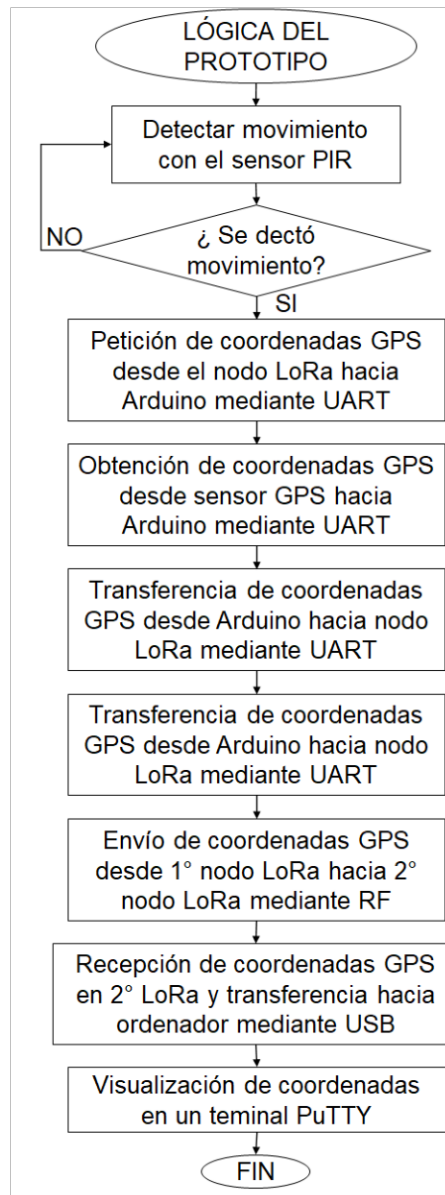 LÓGICA DEL
PROTOTIPO
Detectar movimiento
con el sensor PIR
¿ Se dectó
movimiento?
NO
SI
Petición de coordenadas GPS
desde el nodo LoRa hacia
Arduino mediante UART
Obtención de coordenadas GPS
desde sensor GPS hacia
Arduino mediante UART
Transferencia de coordenadas
GPS desde Arduino hacia nodo
LoRa mediante UART
Transferencia de coordenadas
GPS desde Arduino hacia nodo
LoRa mediante UART
Envío de coordenadas GPS
desde 1° nodo LoRa hacia 2°
nodo LoRa mediante RF
Recepción de coordenadas GPS
en 2° LoRa y transferencia hacia
ordenador mediante USB
Visualización de coordenadas
en un teminal PuTTY
FIN